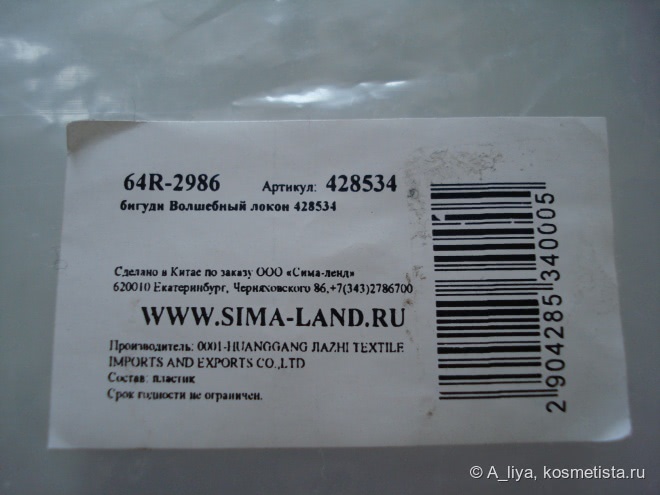 64R-2986 Артикул: 428534
бигуди Волшебный локон 428534
Сделано в Китае по заказу ООО «Сима-ленд»
620010 Екатеринбург, Черняховского 86,+7(343)2786700
WWW.SIMA-LAND.RU
Производитель: 0001-HUANGGANG JIAZHI TEXTILE
IMPORTS AND EXPORTS CO.,LTD
Состав: пластик
Срок годности не ограничен.
2904285340005
© A_liya, kosmetista.ru